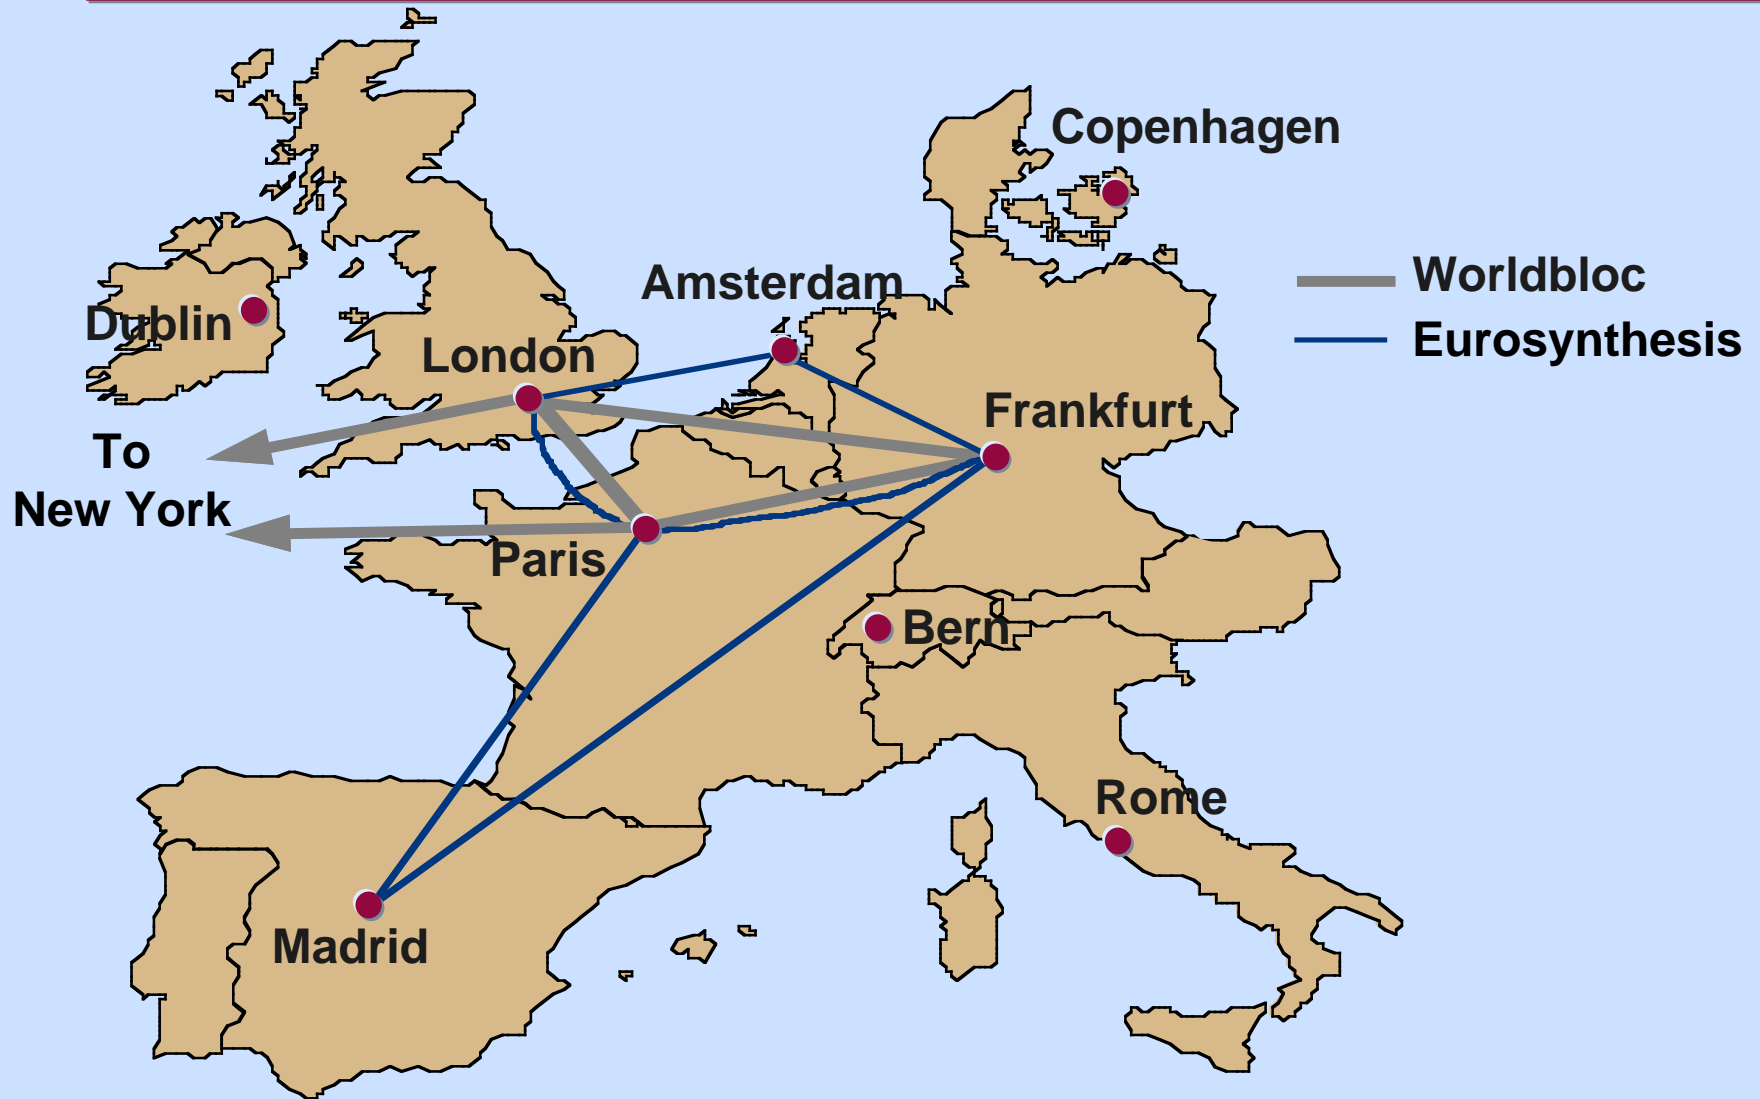 Copenhagen
Worldbloc
Amsterdam
Dublin
Eurosynthesis
London
Frankfurt
To
New York
Paris
Bern
Rome
Madrid